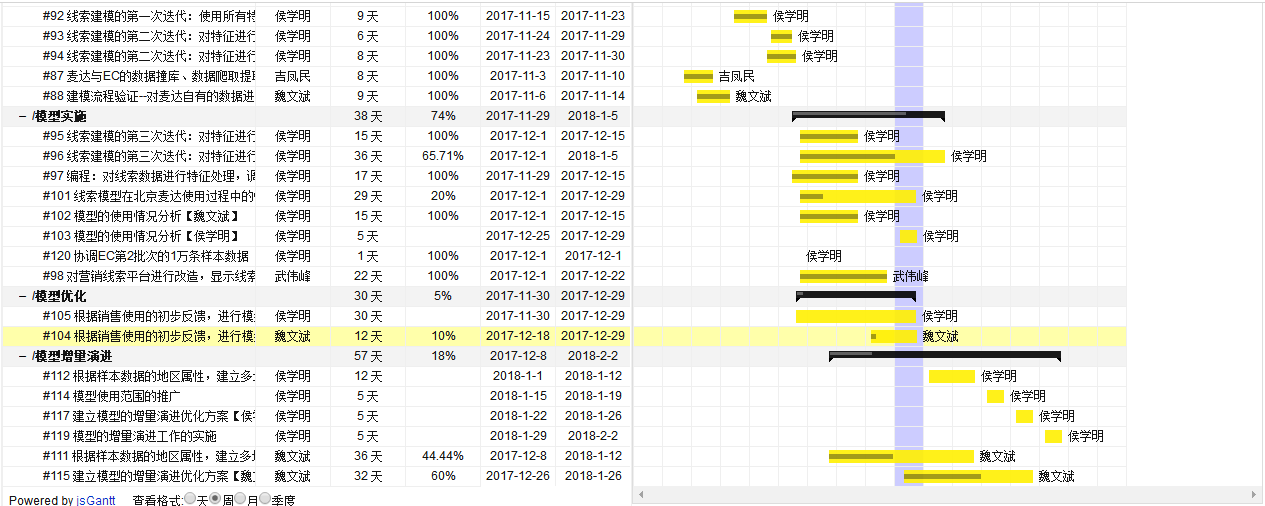 #92 线索建模的第一次迭代：使用所有特 侯学明 9 天 100% 2017-11-15 2017-11-23 侯学明
#93 线索建模的第二次迭代：对特征进行 侯学明 6 天 100% 2017-11-24 2017-11-29 侯学明
#94 线索建模的第二次迭代：对特征进行 侯学明 8 天 100% 2017-11-23 2017-11-30 侯学明
#87 麦达与EC的数据撞库、数据爬取提取 吉凤民 8 天 100% 2017-11-3 2017-11-10 吉凤民
#88 建模流程验证--对麦达自有的数据进 魏文斌 9 天 100% 2017-11-6 2017-11-14 魏文斌
– /模型实施 38 天 74% 2017-11-29 2018-1-5
#95 线索建模的第三次迭代：对特征进行 侯学明 15 天 100% 2017-12-1 2017-12-15 侯学明
#96 线索建模的第三次迭代：对特征进行 侯学明 36 天 65.71% 2017-12-1 2018-1-5 侯学明
#97 编程：对线索数据进行特征处理，调 侯学明 17 天 100% 2017-11-29 2017-12-15 侯学明
#101 线索模型在北京麦达使用过程中的 侯学明 29 天 20% 2017-12-1 2017-12-29 侯学明
#102 模型的使用情况分析【魏文斌】 侯学明 15 天 100% 2017-12-1 2017-12-15 侯学明
#103 模型的使用情况分析【侯学明】 侯学明 5 天 2017-12-25 2017-12-29 侯学明
#120 协调EC第2批次的1万条样本数据 侯学明 1 天 100% 2017-12-1 2017-12-1 侯学明
#98 对营销线索平台进行改造，显示线索 武伟峰 22 天 100% 2017-12-1 2017-12-22 武伟峰
– /模型优化 30 天 5% 2017-11-30 2017-12-29
#105 根据销售使用的初步反馈，进行模 侯学明 30 天 2017-11-30 2017-12-29 侯学明
#104 根据销售使用的初步反馈，进行模 魏文斌 12 天 10% 2017-12-18 2017-12-29 魏文斌
– /模型增量演进 57 天 18% 2017-12-8 2018-2-2
#112 根据样本数据的地区属性，建立多 侯学明 12 天 2018-1-1 2018-1-12 侯学明
#114 模型使用范围的推广 侯学明 5 天 2018-1-15 2018-1-19 侯学明
#117 建立模型的增量演进优化方案【侯 侯学明 5 天 2018-1-22 2018-1-26 侯学明
#119 模型的增量演进工作的实施 侯学明 5 天 2018-1-29 2018-2-2 侯学明
#111 根据样本数据的地区属性，建立多 魏文斌 36 天 44.44% 2017-12-8 2018-1-12 魏文斌
#115 建立模型的增量演进优化方案【魏 魏文斌 32 天 60% 2017-12-26 2018-1-26 魏文斌
Powered by jsGantt 查看格式: 天 周 月 季度